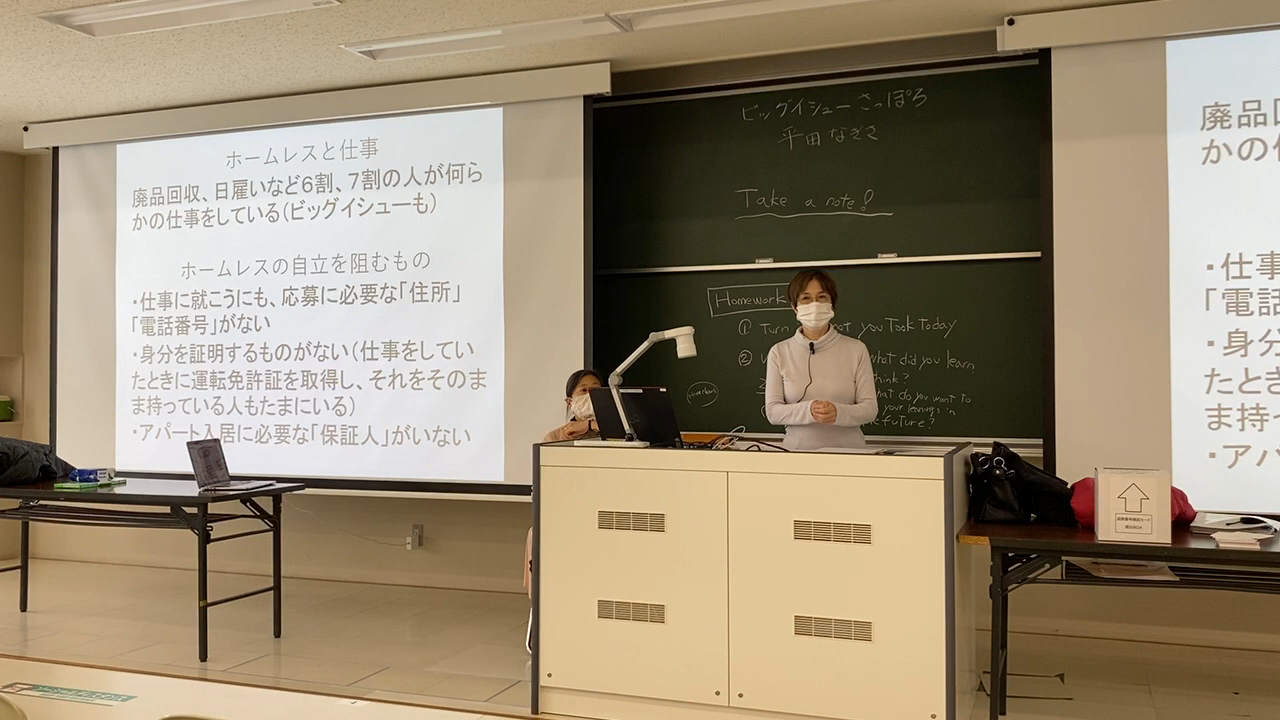 ホームレスと仕事
廃品回収、日雇いなど6割、7割の人が何ら
かの仕事をしている(ビッグイシューも)
ホームレスの自立を阻むもの
・仕事に就こうにも、応募に必要な「住所」
「電話番号」がない
・身分を証明するものがない(仕事をしてい
たときに運転免許証を取得し、それをそのま
ま持っている人もたまにいる)
・アパート入居に必要な「保証人」がいない
ビッグイシューさっぽろ
平田なぎさ
Take a note!
Homework
① Turn not you Took today
② hat did you learn
think?
hat do you want to
your learnings in
the future?
廃品回
かの仕
・仕事
「電話
・身分
たとき
ま持っ
・アパ